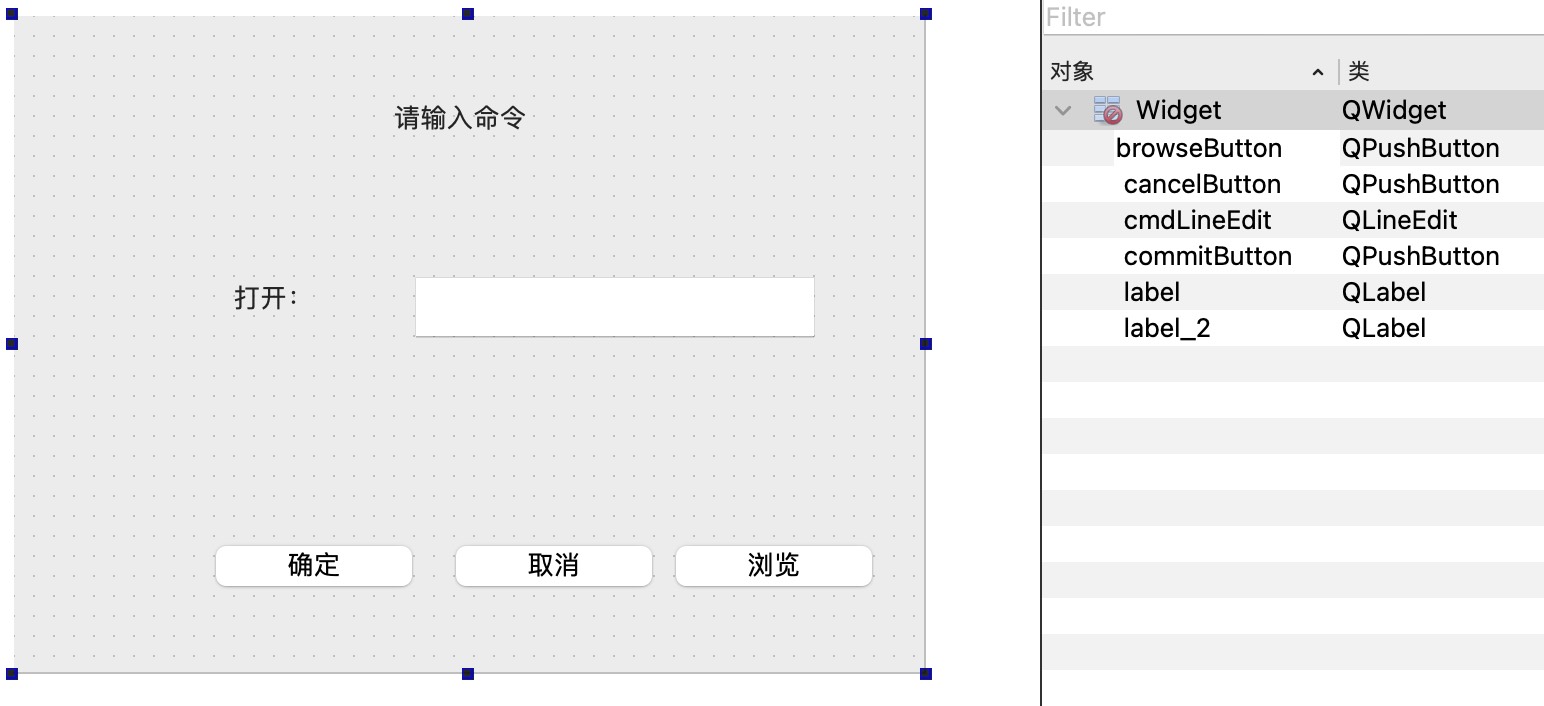 Filter
对象 类
Widget QWidget
browseButton QPushButton
cancelButton QPushButton
cmdLineEdit QLineEdit
commitButton QPushButton
label QLabel
label_2 QLabel
请输入命令
打开：
确定 取消 浏览